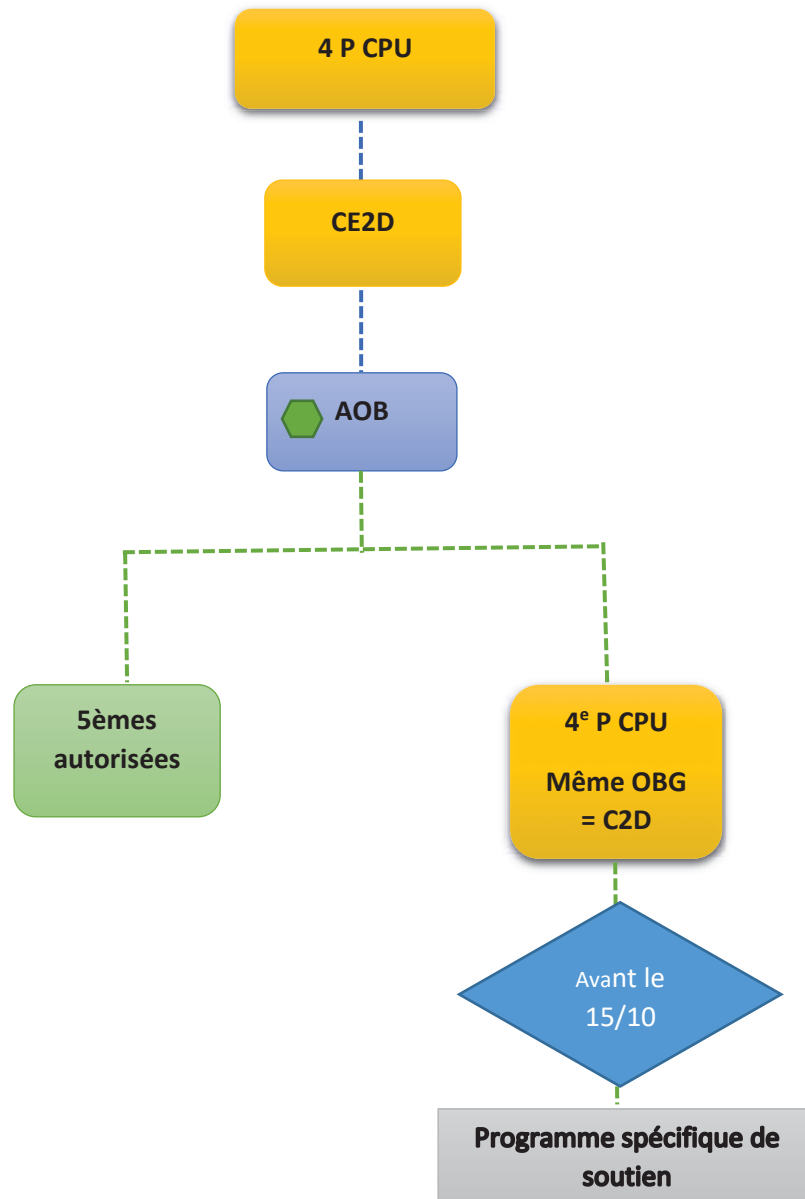 4 P CPU
CE2D
AOB
5èmes
autorisées
4e P CPU
Même OBG
= C2D
Avant le
15/10
Programme spécifique de
soutien